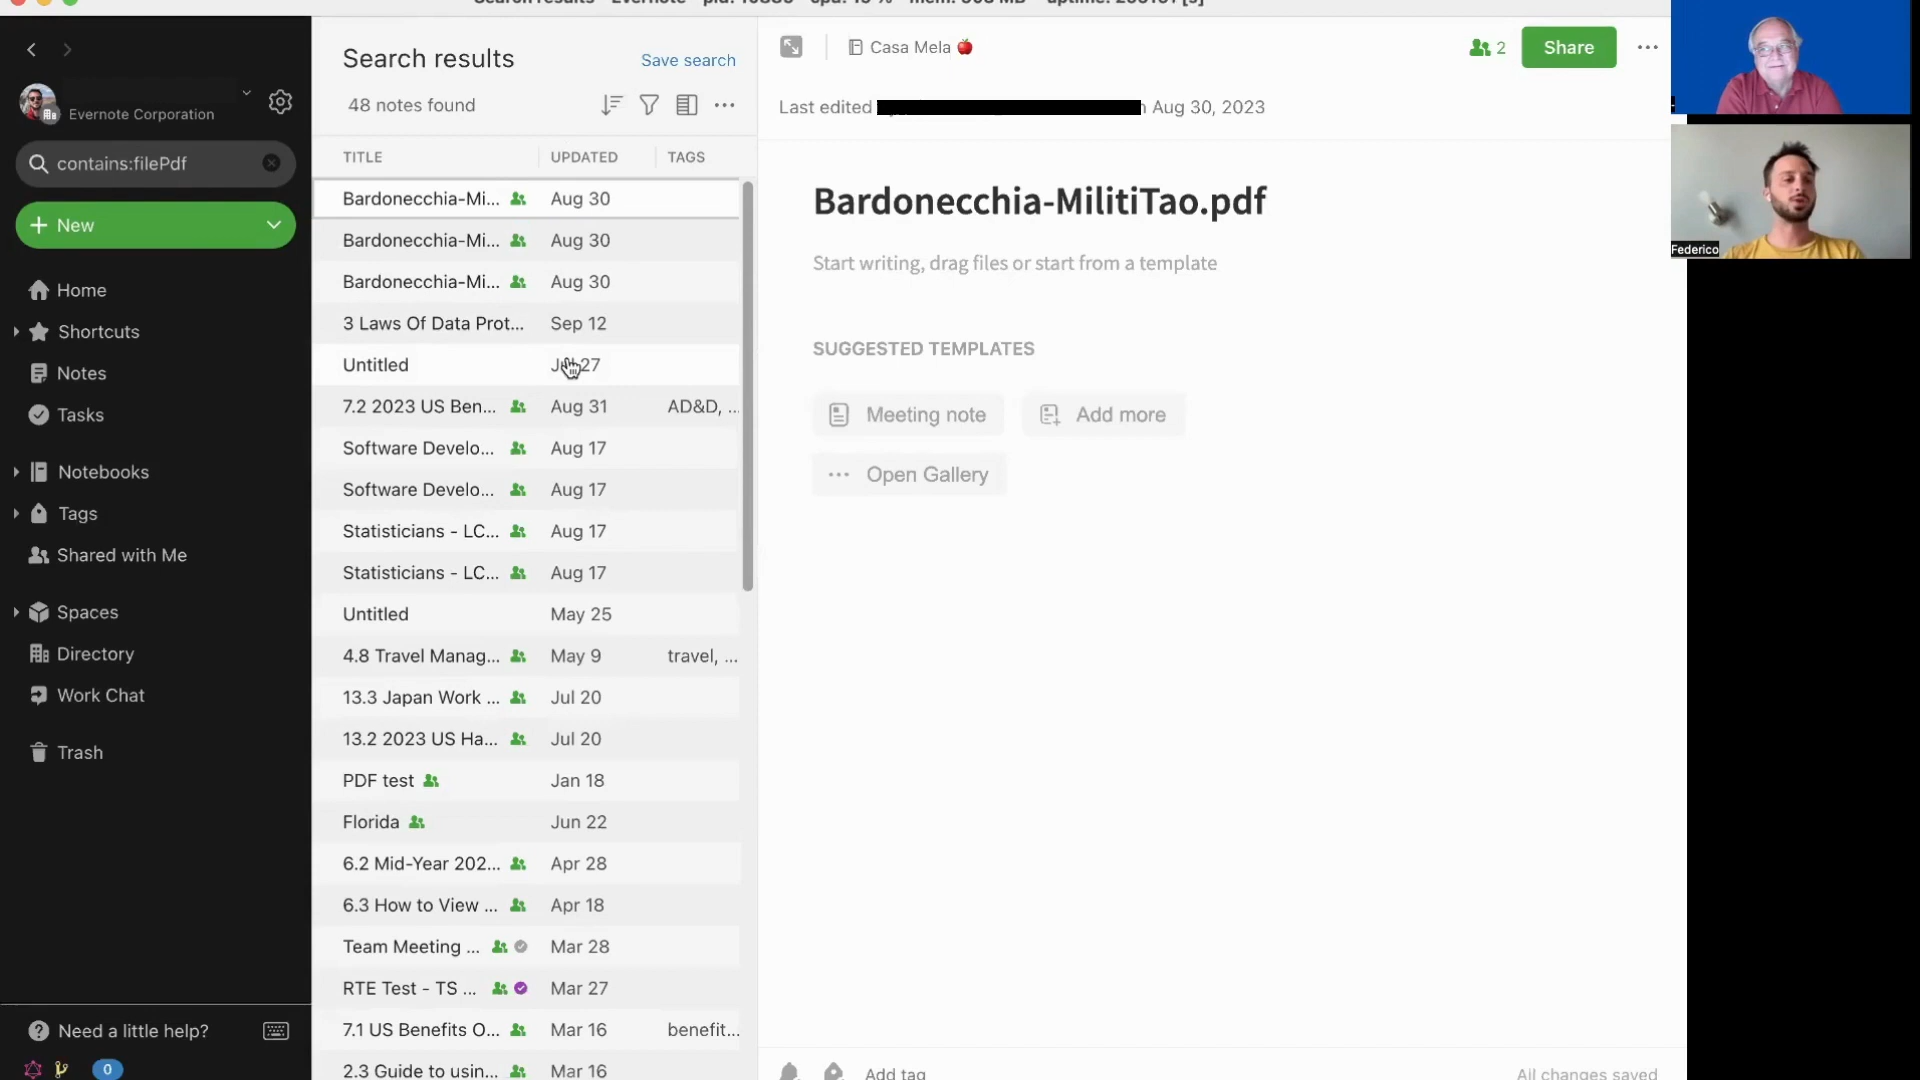 Search results - Evernote - pid:
Evernote Corporation
contains:filePdf
New
Home
Shortcuts
Notes
Tasks
Notebooks
Tags
Shared with Me
Spaces
Directory
Work Chat
Trash
Need a little help?
0
Search results
Save search
48 notes found
TITLE UPDATED TAGS
Bardonecchia-Mi... Aug 30
Bardonecchia-Mi... Aug 30
Bardonecchia-Mi... Aug 30
3 Laws Of Data Prot... Sep 12
Untitled 27
7.2 2023 US Ben... Aug 31 AD&D, ...
Software Develo... Aug 17
Software Develo... Aug 17
Statisticians - LC... Aug 17
Statisticians - LC... Aug 17
Untitled May 25
4.8 Travel Manag... May 9 travel, ...
13.3 Japan Work ... Jul 20
13.2 2023 US Ha... Jul 20
PDF test Jan 18
Florida Jun 22
6.2 Mid-Year 202... Apr 28
6.3 How to View ... Apr 18
Team Meeting ... Mar 28
RTE Test - TS ... Mar 27
7.1 US Benefits O... Mar 16 benefit...
2.3 Guide to usin... Mar 16
Casa Mela
2
Share
Last edited Aug 30, 2023
Bardonecchia-MilitiTao.pdf
Start writing, drag files or start from a template
SUGGESTED TEMPLATES
Meeting note
Add more
Open Gallery
Add tag
All changes saved
Federico